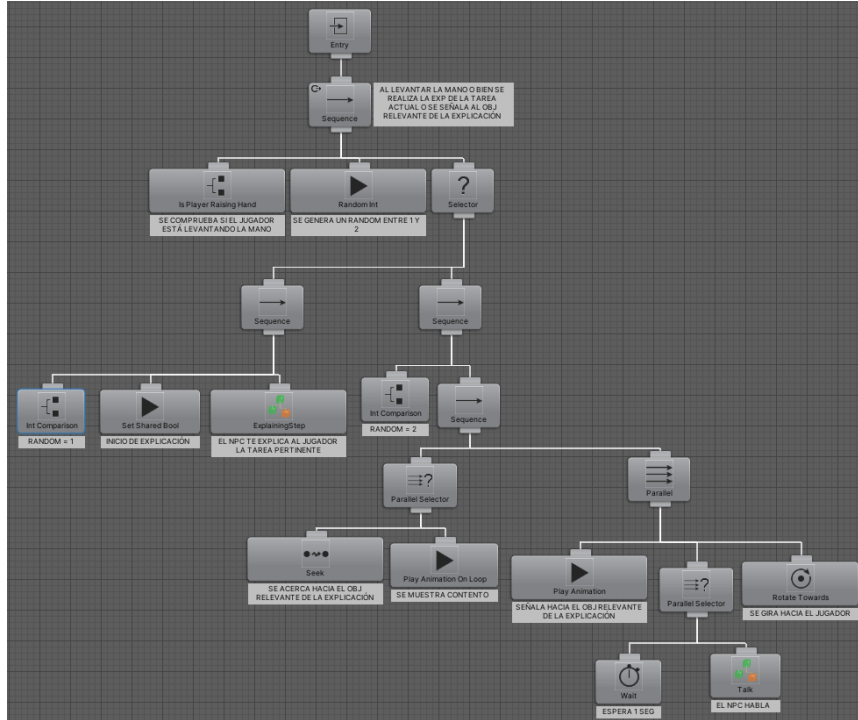 Entry
AL LEVANTAR LA MANO O BIEN SE
REALIZA LA EXP DE LA TAREA
ACTUAL O SE SEÑALA AL OBJ
RELEVANTE DE LA EXPLICACIÓN
Sequence
Is Player Raising Hand
SE COMPRUEBA SI EL JUGADOR
ESTÁ LEVANTANDO LA MANO
Random Int
SE GENERA UN RANDOM ENTRE 1 Y
2
Selector
Sequence
Sequence
Int Comparison
RANDOM = 1
Set Shared Bool
INICIO DE EXPLICACIÓN
ExplainingStep
EL NPC TE EXPLICA AL JUGADOR
LA TAREA PERTINENTE
Int Comparison
RANDOM = 2
Sequence
Parallel Selector
Parallel
Seek
SE ACERCA HACIA EL OBJ
RELEVANTE DE LA EXPLICACIÓN
Play Animation On Loop
SE MUESTRA CONTENTO
Play Animation
SEÑALA HACIA EL OBJ RELEVANTE
DE LA EXPLICACIÓN
Parallel Selector
Rotate Towards
SE GIRA HACIA EL JUGADOR
Wait
ESPERA 1 SEG
Talk
EL NPC HABLA